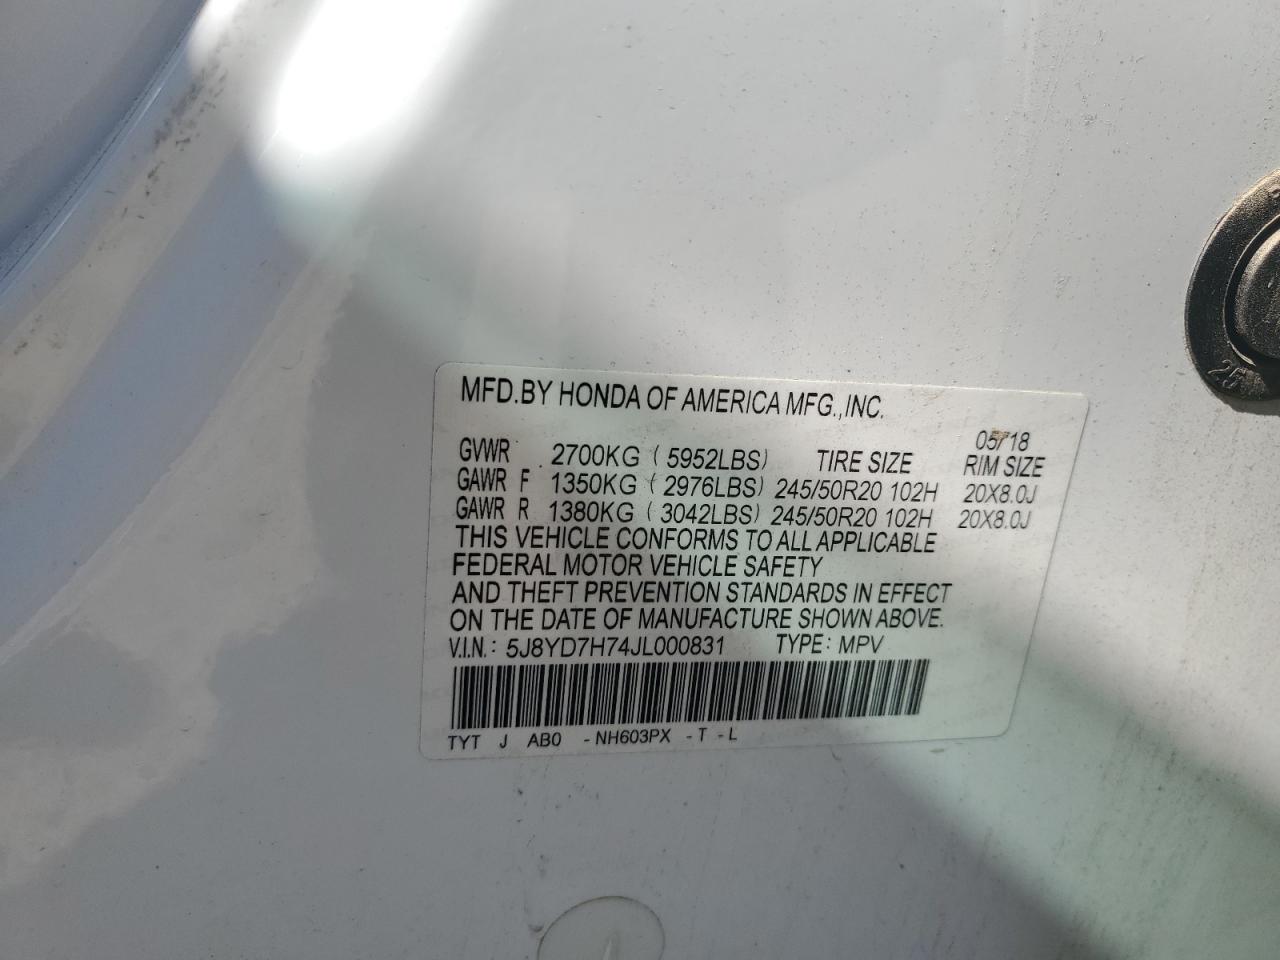 MFD.BY HONDA OF AMERICA MFG.,INC.
05/18
GVWR 2700KG (5952LBS) TIRE SIZE RIM SIZE
GAWR F 1350KG (2976LBS) 245/50R20 102H 20X8.0J
GAWR R 1380KG (3042LBS) 245/50R20 102H 20X8.0J
THIS VEHICLE CONFORMS TO ALL APPLICABLE
FEDERAL MOTOR VEHICLE SAFETY
AND THEFT PREVENTION STANDARDS IN EFFECT
ON THE DATE OF MANUFACTURE SHOWN ABOVE.
V.I.N.: 5J8YD7H74JL000831 TYPE: MPV
TYT J AB0 -NH603PX -T -L
25